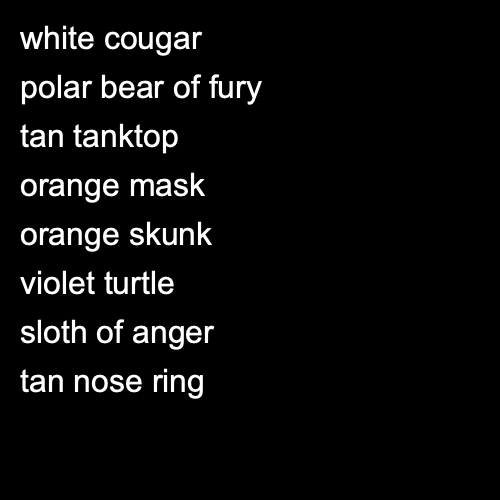 white cougar
polar bear of fury
tan tanktop
orange mask
orange skunk
violet turtle
sloth of anger
tan nose ring